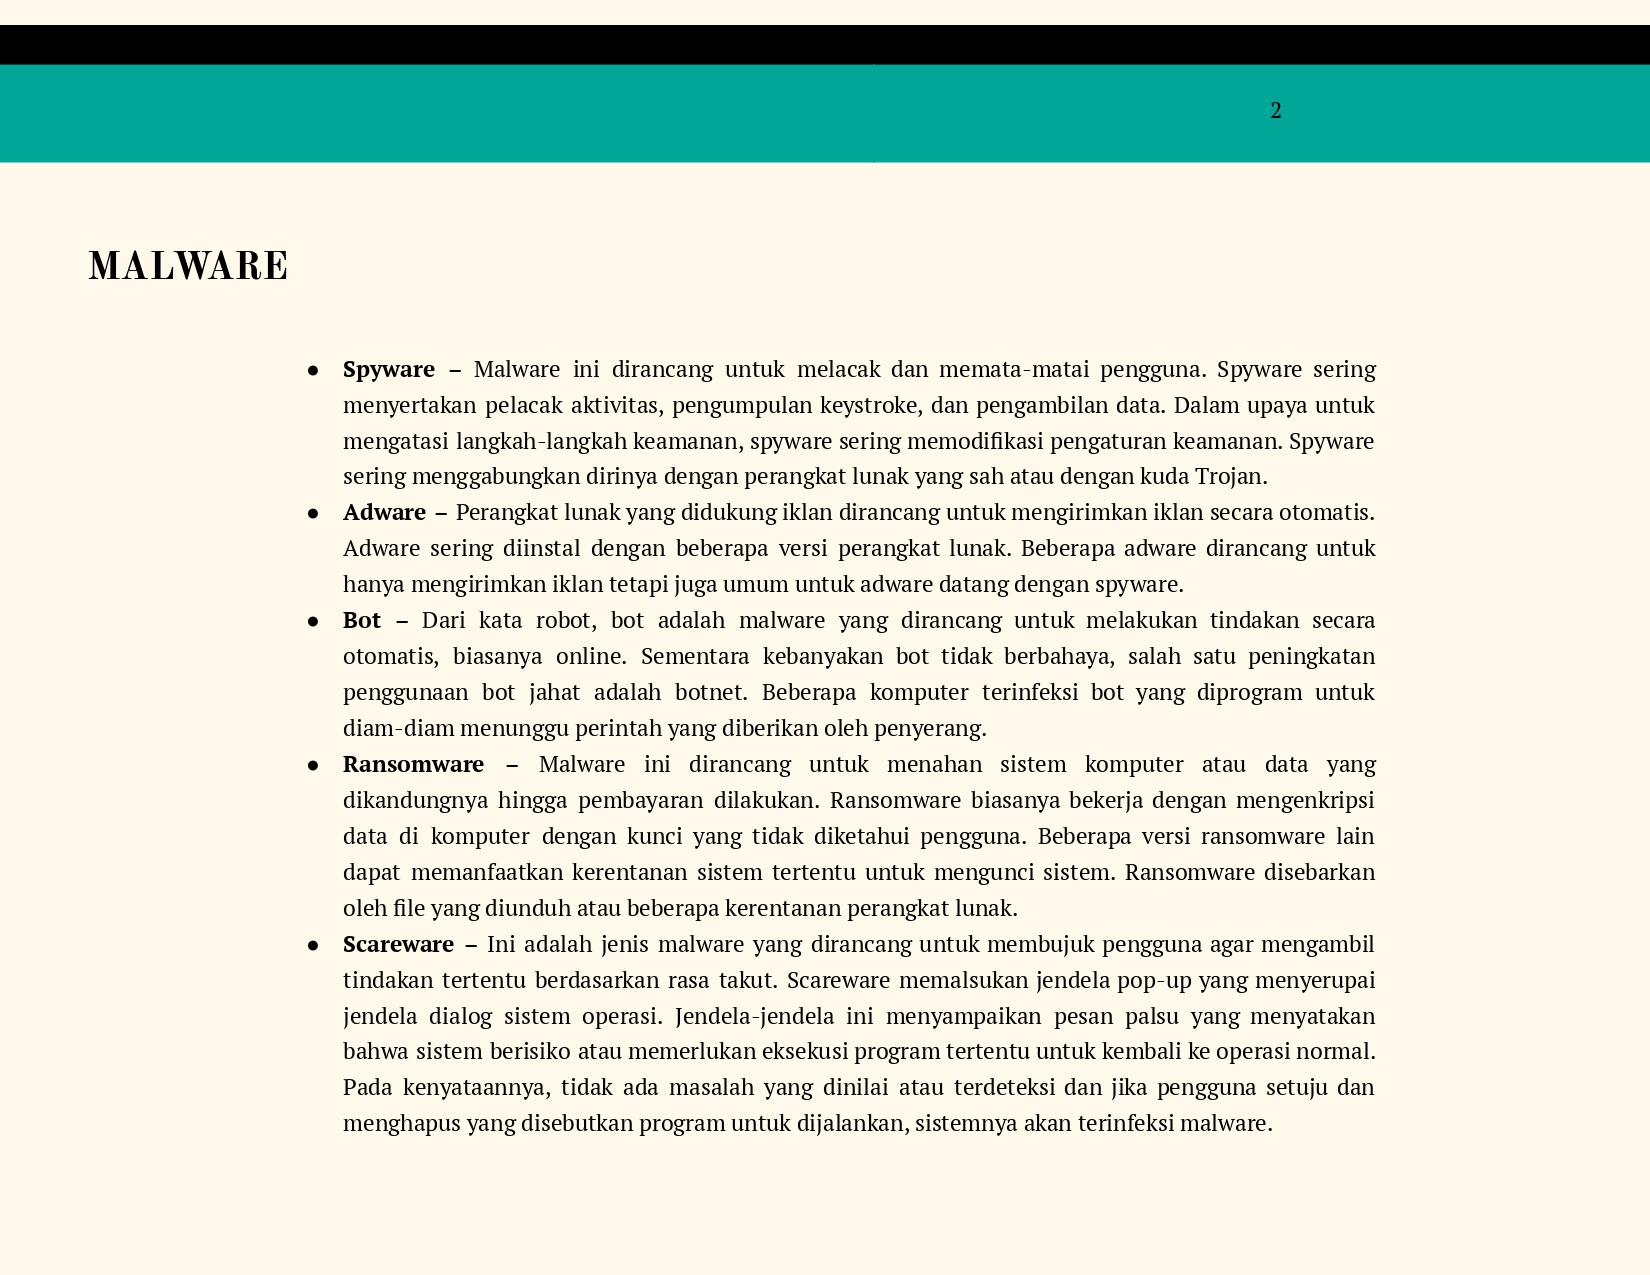 2
MALWARE
● Spyware – Malware ini dirancang untuk melacak dan memata-matai pengguna. Spyware sering
menyertakan pelacak aktivitas, pengumpulan keystroke, dan pengambilan data. Dalam upaya untuk
mengatasi langkah-langkah keamanan, spyware sering memodifikasi pengaturan keamanan. Spyware
sering menggabungkan dirinya dengan perangkat lunak yang sah atau dengan kuda Trojan.
● Adware – Perangkat lunak yang didukung iklan dirancang untuk mengirimkan iklan secara otomatis.
Adware sering diinstal dengan beberapa versi perangkat lunak. Beberapa adware dirancang untuk
hanya mengirimkan iklan tetapi juga umum untuk adware datang dengan spyware.
● Bot – Dari kata robot, bot adalah malware yang dirancang untuk melakukan tindakan secara
otomatis, biasanya online. Sementara kebanyakan bot tidak berbahaya, salah satu peningkatan
penggunaan bot jahat adalah botnet. Beberapa komputer terinfeksi bot yang diprogram untuk
diam-diam menunggu perintah yang diberikan oleh penyerang.
● Ransomware – Malware ini dirancang untuk menahan sistem komputer atau data yang
dikandungnya hingga pembayaran dilakukan. Ransomware biasanya bekerja dengan mengenkripsi
data di komputer dengan kunci yang tidak diketahui pengguna. Beberapa versi ransomware lain
dapat memanfaatkan kerentanan sistem tertentu untuk mengunci sistem. Ransomware disebarkan
oleh file yang diunduh atau beberapa kerentanan perangkat lunak.
● Scareware – Ini adalah jenis malware yang dirancang untuk membujuk pengguna agar mengambil
tindakan tertentu berdasarkan rasa takut. Scareware memalsukan jendela pop-up yang menyerupai
jendela dialog sistem operasi. Jendela-jendela ini menyampaikan pesan palsu yang menyatakan
bahwa sistem berisiko atau memerlukan eksekusi program tertentu untuk kembali ke operasi normal.
Pada kenyataannya, tidak ada masalah yang dinilai atau terdeteksi dan jika pengguna setuju dan
menghapus yang disebutkan program untuk dijalankan, sistemnya akan terinfeksi malware.